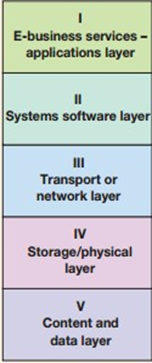 I
E-business services –
applications layer
II
Systems software layer
III
Transport or
network layer
IV
Storage/physical
layer
V
Content and
data layer